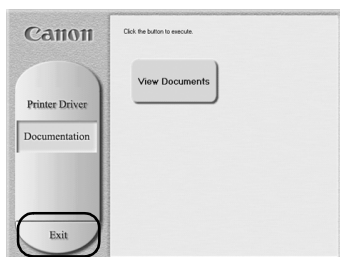 Canon
Click the button to execute.
View Documents
Printer Driver
Documentation
Exit